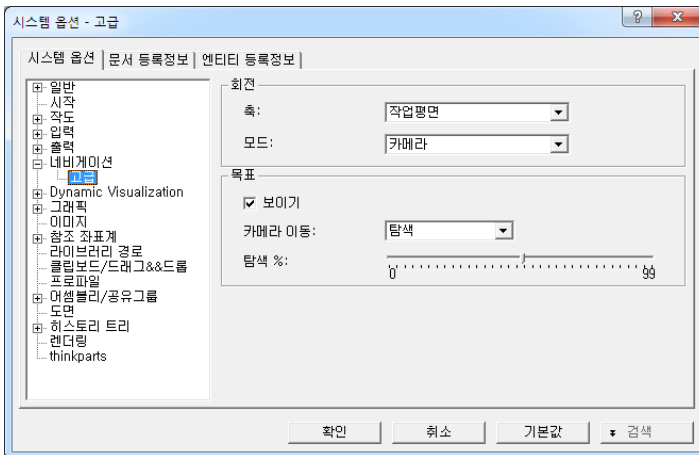 시스템 옵션 - 고급
시스템 옵션 문서 등록정보 엔티티 등록정보
일반
시작
작도
입력
출력
네비게이션
고급
Dynamic Visualization
그래픽
이미지
참조 좌표계
라이브러리 경로
클립보드/드래그&&드롭
프로파일
어셈블리/공유그룹
도면
히스토리 트리
렌더링
thinkparts
회전
축: 작업평면
모드: 카메라
목표
보이기
카메라 이동: 탐색
탐색 %:
0 99
확인 취소 기본값 검색